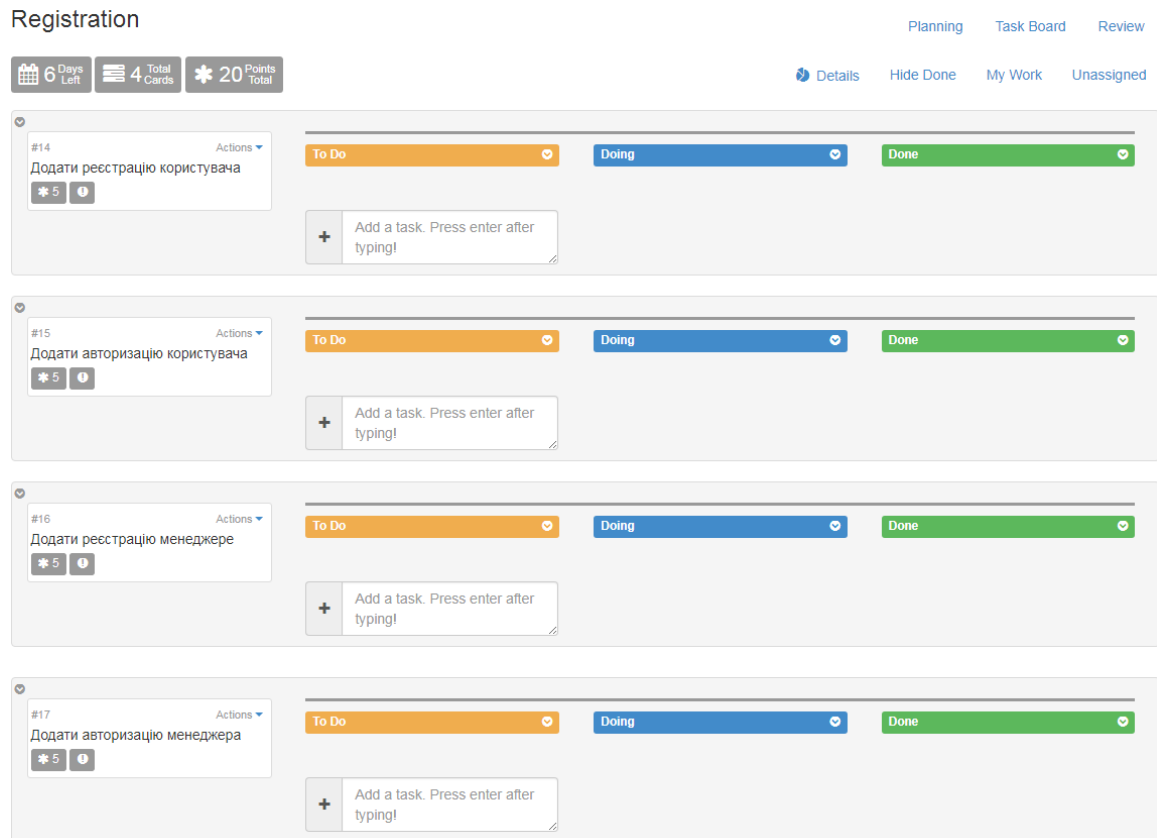 Registration
Planning Task Board Review
6 Days Left 4 Total Cards 20 Points Total
Details Hide Done My Work Unassigned
#14 Actions
Додати реєстрацію користувача
5
To Do Doing Done
Add a task. Press enter after
typing!
#15 Actions
Додати авторизацію користувача
5
To Do Doing Done
Add a task. Press enter after
typing!
#16 Actions
Додати реєстрацію менеджере
5
To Do Doing Done
Add a task. Press enter after
typing!
#17 Actions
Додати авторизацію менеджера
5
To Do Doing Done
Add a task. Press enter after
typing!